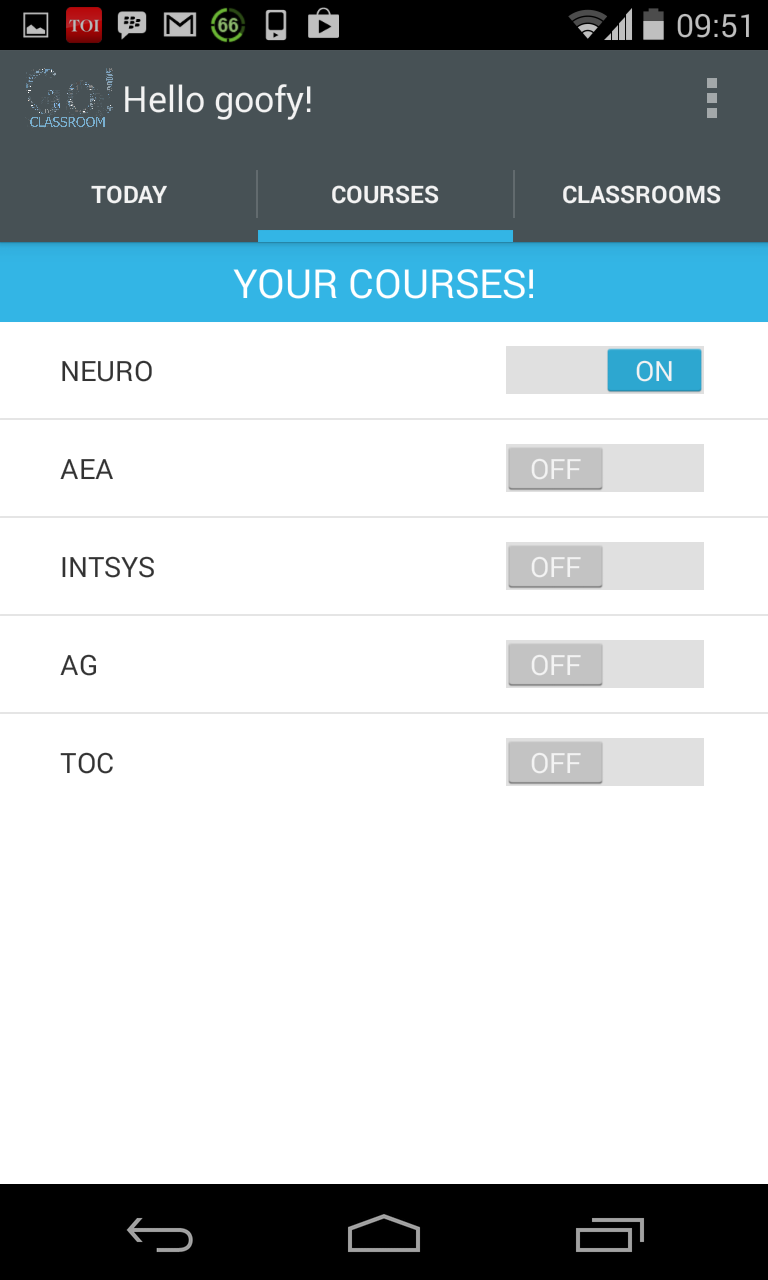 TOI 66 09:51
Go! CLASSROOM Hello goofy!
TODAY COURSES CLASSROOMS
YOUR COURSES!
NEURO ON
AEA OFF
INTSYS OFF
AG OFF
TOC OFF